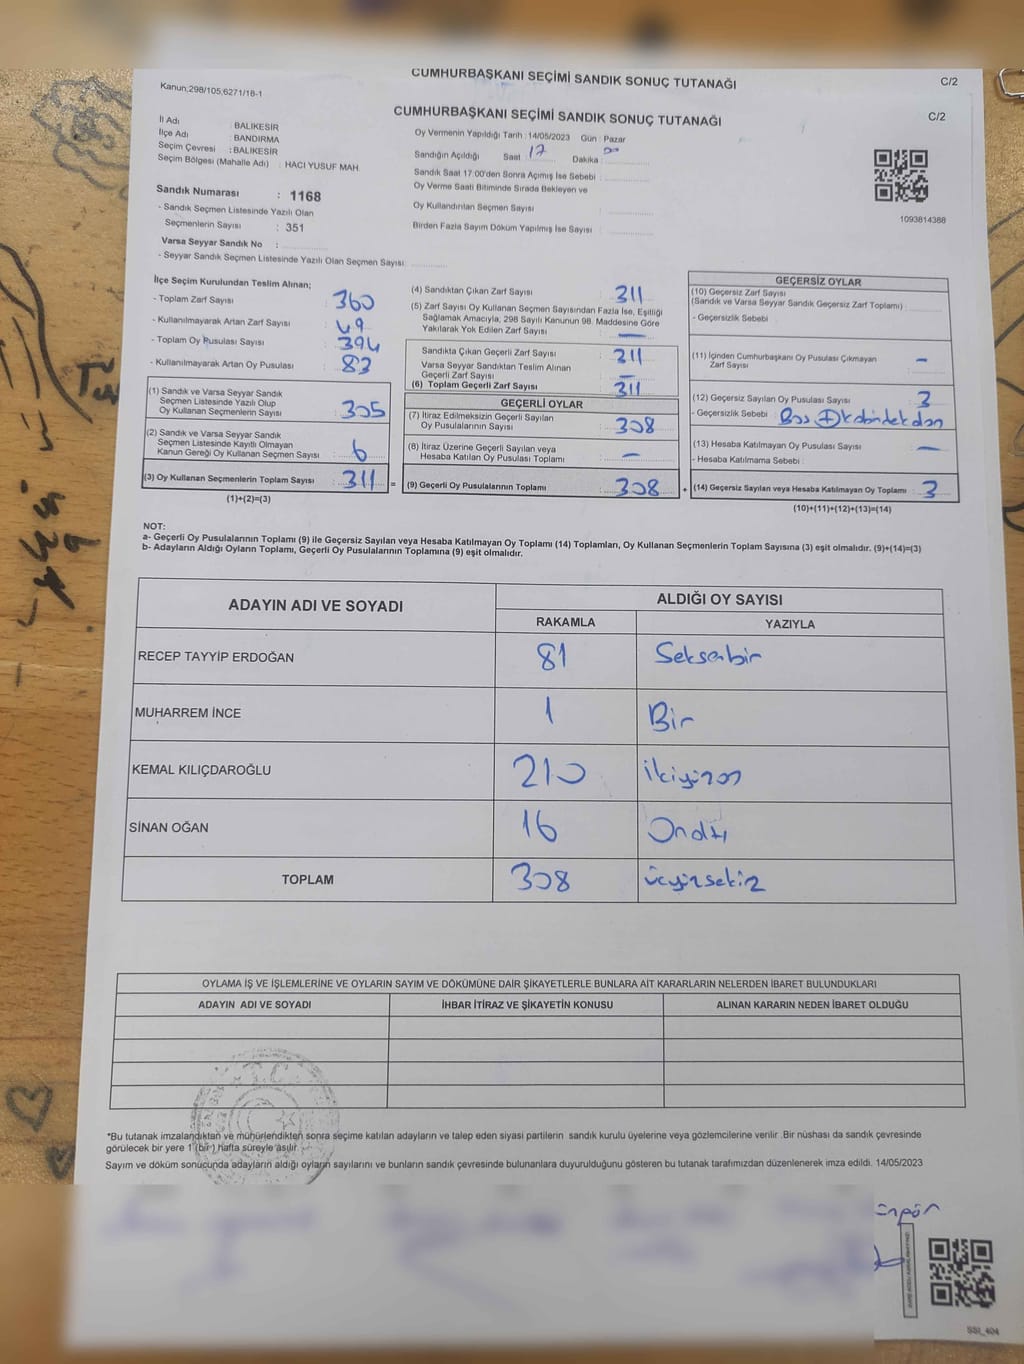 CUMHURBAŞKANI SEÇİMİ SANDIK SONUÇ TUTANAĞI
C/2
Kanun,298/105,6271/18-1
CUMHURBAŞKANI SEÇİMİ SANDIK SONUÇ TUTANAĞI
C/2
İl Adı : BALIKESİR
İlçe Adı : BANDIRMA
Seçim Çevresi : BALIKESİR
Seçim Bölgesi (Mahalle Adı) : HACI YUSUF MAH.
Oy Vermenin Yapıldığı Tarih : 14/05/2023 Gün : Pazar
Sandığın Açıldığı Saat 17 Dakika : 00
Sandık Saat 17:00'den Sonra Açımış İse Sebebi :
Oy Verme Saati Bitiminde Sırada Bekleyen ve
Oy Kullandırılan Seçmen Sayısı :
Birden Fazla Sayım Döküm Yapılmış İse Sayısı :
1093814388
Sandık Numarası : 1168
- Sandık Seçmen Listesinde Yazılı Olan
Seçmenlerin Sayısı : 351
Varsa Seyyar Sandık No :
- Seyyar Sandık Seçmen Listesinde Yazılı Olan Seçmen Sayısı:
İlçe Seçim Kurulundan Teslim Alınan;
- Toplam Zarf Sayısı : 360
- Kullanılmayarak Artan Zarf Sayısı : 49
- Toplam Oy Pusulası Sayısı : 394
- Kullanılmayarak Artan Oy Pusulası : 83
(1) Sandık ve Varsa Seyyar Sandık
Seçmen Listesinde Yazılı Olup
Oy Kullanan Seçmenlerin Sayısı : 305
(2) Sandık ve Varsa Seyyar Sandık
Seçmen Listesinde Kayıtlı Olmayan
Kanun Gereği Oy Kullanan Seçmen Sayısı : 6
(3) Oy Kullanan Seçmenlerin Toplam Sayısı : 311 =
(1)+(2)=(3)
(4) Sandıktan Çıkan Zarf Sayısı : 311
(5) Zarf Sayısı Oy Kullanan Seçmen Sayısından Fazla İse, Eşitliği
Sağlamak Amacıyla, 298 Sayılı Kanunun 98. Maddesine Göre
Yakılarak Yok Edilen Zarf Sayısı : —
Sandıkta Çıkan Geçerli Zarf Sayısı : 311
Varsa Seyyar Sandıktan Teslim Alınan
Geçerli Zarf Sayısı : —
(6) Toplam Geçerli Zarf Sayısı : 311
GEÇERLİ OYLAR
(7) İtiraz Edilmeksizin Geçerli Sayılan
Oy Pusulalarının Sayısı : 308
(8) İtiraz Üzerine Geçerli Sayılan veya
Hesaba Katılan Oy Pusulası Toplamı : —
(9) Geçerli Oy Pusulalarının Toplamı : 308 +
GEÇERSİZ OYLAR
(10) Geçersiz Zarf Sayısı
(Sandık ve Varsa Seyyar Sandık Geçersiz Zarf Toplamı) :
- Geçersizlik Sebebi :
(11) İçinden Cumhurbaşkanı Oy Pusulası Çıkmayan
Zarf Sayısı : —
(12) Geçersiz Sayılan Oy Pusulası Sayısı : 3
- Geçersizlik Sebebi : Boş
(13) Hesaba Katılmayan Oy Pusulası Sayısı : —
- Hesaba Katılmama Sebebi :
(14) Geçersiz Sayılan veya Hesaba Katılmayan Oy Toplamı : 3
(10)+(11)+(12)+(13)=(14)
NOT:
a- Geçerli Oy Pusulalarının Toplamı (9) ile Geçersiz Sayılan veya Hesaba Katılmayan Oy Toplamı (14) Toplamları, Oy Kullanan Seçmenlerin Toplam Sayısına (3) eşit olmalıdır. (9)+(14)=(3)
b- Adayların Aldığı Oyların Toplamı, Geçerli Oy Pusulalarının Toplamına (9) eşit olmalıdır.
ADAYIN ADI VE SOYADI
ALDIĞI OY SAYISI
RAKAMLA YAZIYLA
RECEP TAYYİP ERDOĞAN 81 Seksenbir
MUHARREM İNCE 1 Bir
KEMAL KILIÇDAROĞLU 210 ikiyüzon
SİNAN OĞAN 16 Onaltı
TOPLAM 308 üçyüzsekiz
OYLAMA İŞ VE İŞLEMLERİNE VE OYLARIN SAYIM VE DÖKÜMÜNE DAİR ŞİKAYETLERLE BUNLARA AİT KARARLARIN NELERDEN İBARET BULUNDUKLARI
ADAYIN ADI VE SOYADI İHBAR İTİRAZ VE ŞİKAYETİN KONUSU ALINAN KARARIN NEDEN İBARET OLDUĞU
T.C.
*Bu tutanak imzalandıktan ve mühürlendikten sonra seçime katılan adayların ve talep eden siyasi partilerin sandık kurulu üyelerine veya gözlemcilerine verilir .Bir nüshası da sandık çevresinde
görülecek bir yere 1 (bir) hafta süreyle asılır.
Sayım ve döküm sonucunda adayların aldığı oyların sayılarını ve bunların sandık çevresinde bulunanlara duyurulduğunu gösteren bu tutanak tarafımızdan düzenlenerek imza edildi. 14/05/2023
SSI_404